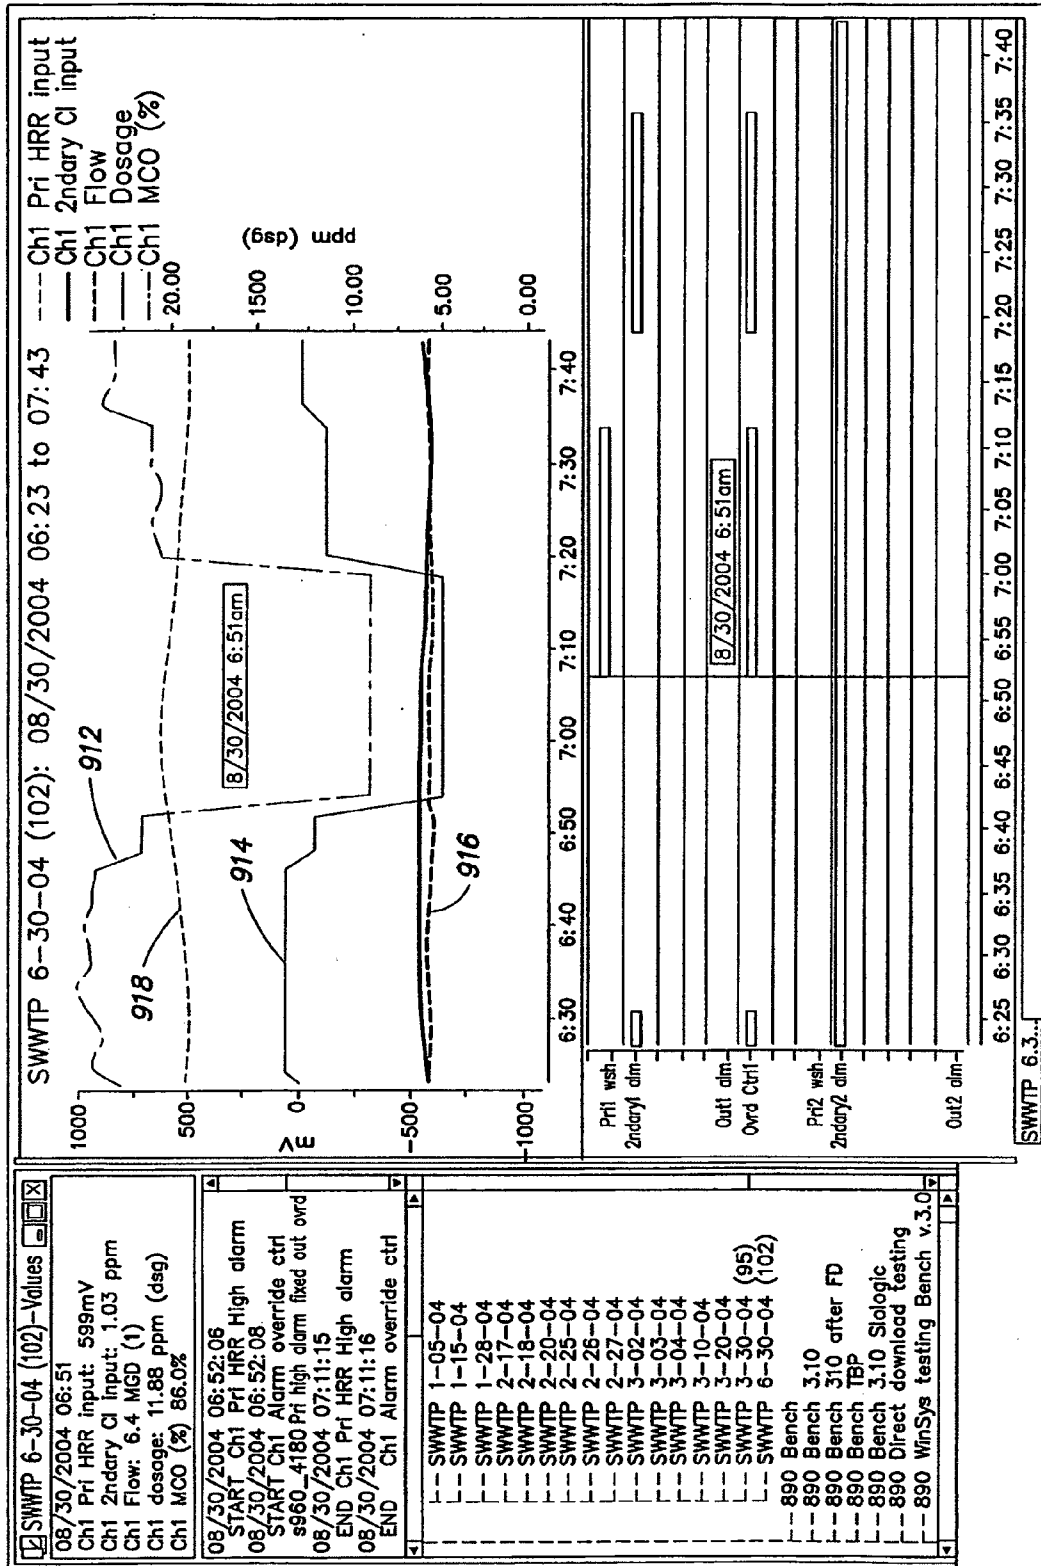 SWWTP 6-30-04 (102)-Values
08/30/2004 06:51
Ch1 Pri HRR input: 599mV
Ch1 2ndary Cl Input: 1.03 ppm
Ch1 Flow: 6.4 MGD (1)
Ch1 dosage: 11.88 ppm (dsg)
Ch1 MCO (%) 86.0%
08/30/2004 06:52:06
START Ch1 Pri HRR High alarm
08/30/2004 06:52:08
START Ch1 Alarm override ctrl
s960_4180 Pri high alarm fixed out ovrd
08/30/2004 07:11:15
END Ch1 Pri HRR High alarm
08/30/2004 07:11:16
END Ch1 Alarm override ctrl
SWWTP 1-05-04
SWWTP 1-15-04
SWWTP 1-28-04
SWWTP 2-17-04
SWWTP 2-18-04
SWWTP 2-20-04
SWWTP 2-25-04
SWWTP 2-26-04
SWWTP 2-27-04
SWWTP 3-02-04
SWWTP 3-03-04
SWWTP 3-04-04
SWWTP 3-10-04
SWWTP 3-20-04
SWWTP 3-30-04 (95)
SWWTP 6-30-04 (102)
890 Bench
890 Bench 3.10
890 Bench 310 after FD
890 Bench TBP
890 Bench 3.10 Slologic
890 Direct download testing
890 WinSys testing Bench v.3.0
SWWTP 6-30-04 (102): 08/30/2004 06:23 to 07:43
Ch1 Pri HRR input
Ch1 2ndary Cl input
Ch1 Flow
Ch1 Dosage
Ch1 MCO (%)
1000
500
0
-500
-1000
mV
912
918
914
916
8/30/2004 6:51am
20.00
1500
10.00
5.00
0.00
ppm (dsg)
6:30
6:40
6:50
7:00
7:10
7:20
7:30
7:40
Pri1 wsh
2ndary1 alm
Out1 alm
Ovrd Ctrl1
Pri2 wsh
2ndary2 alm
Out2 alm
8/30/2004 6:51am
6:25
6:30
6:35
6:40
6:45
6:50
6:55
7:00
7:05
7:10
7:15
7:20
7:25
7:30
7:35
7:40
SWWTP 6.3...